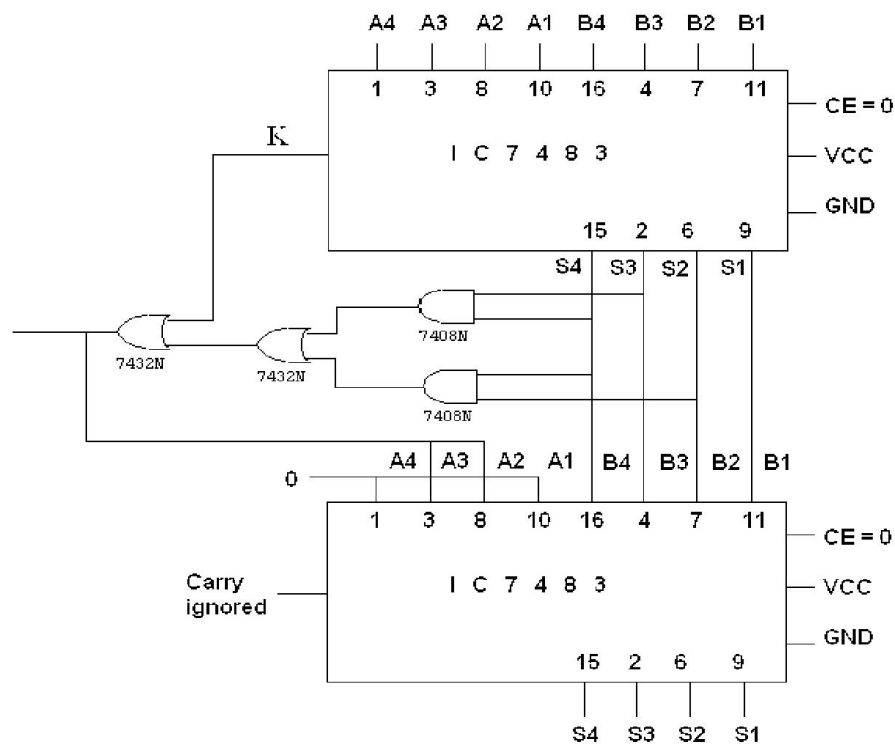 A4 A3 A2 A1 B4 B3 B2 B1
1 3 8 10 16 4 7 11
CE = 0
K
I C 7 4 8 3
VCC
GND
15 2 6 9
S4 S3 S2 S1
7408N
7432N
7432N
7408N
A4 A3 A2 A1 B4 B3 B2 B1
0
1 3 8 10 16 4 7 11
CE = 0
Carry
ignored
I C 7 4 8 3
VCC
GND
15 2 6 9
S4 S3 S2 S1